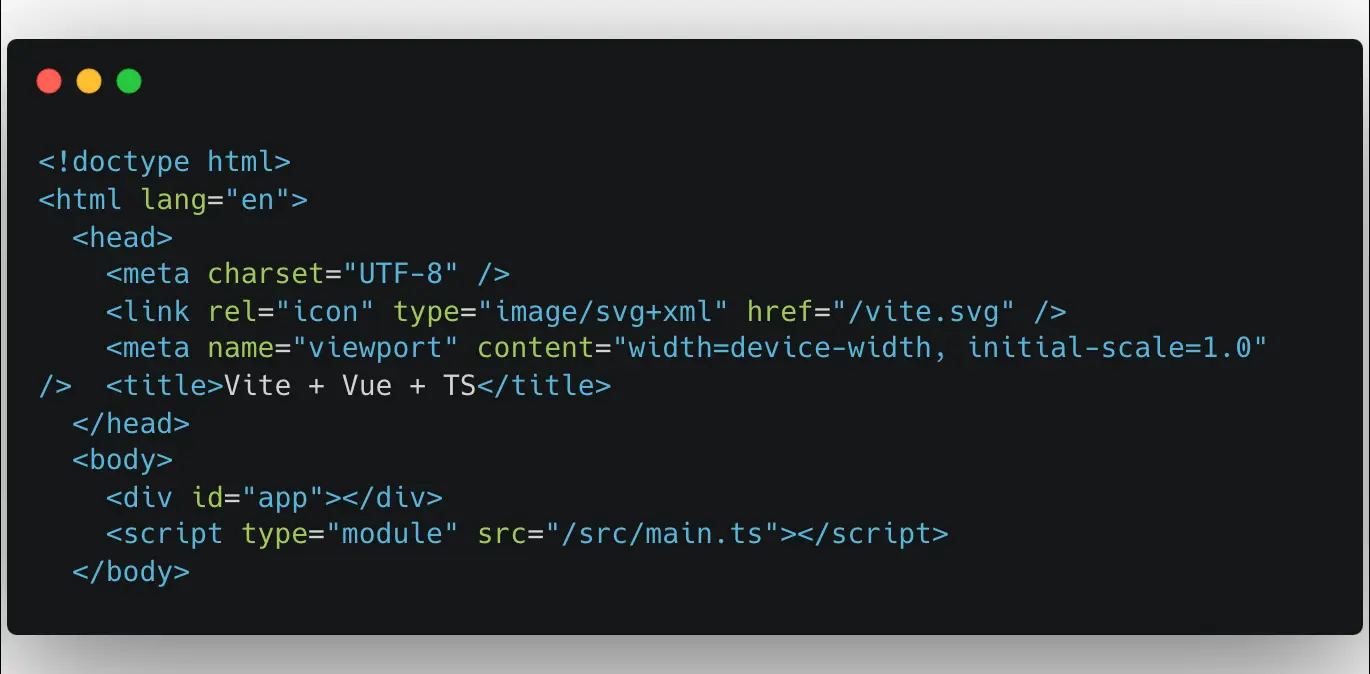 <!doctype html>
<html lang="en">
  <head>
    <meta charset="UTF-8" />
    <link rel="icon" type="image/svg+xml" href="/vite.svg" />
    <meta name="viewport" content="width=device-width, initial-scale=1.0"
/>  <title>Vite + Vue + TS</title>
  </head>
  <body>
    <div id="app"></div>
    <script type="module" src="/src/main.ts"></script>
  </body>